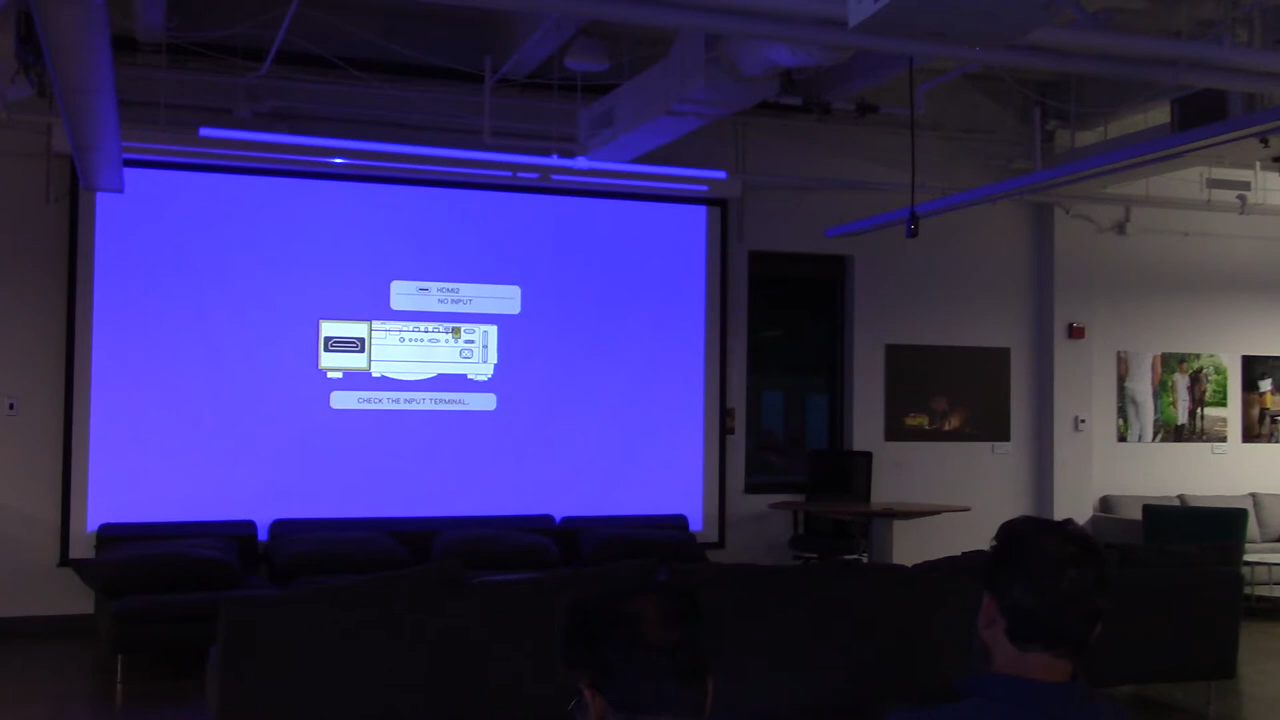 HDMI2
NO INPUT
CHECK THE INPUT TERMINAL.